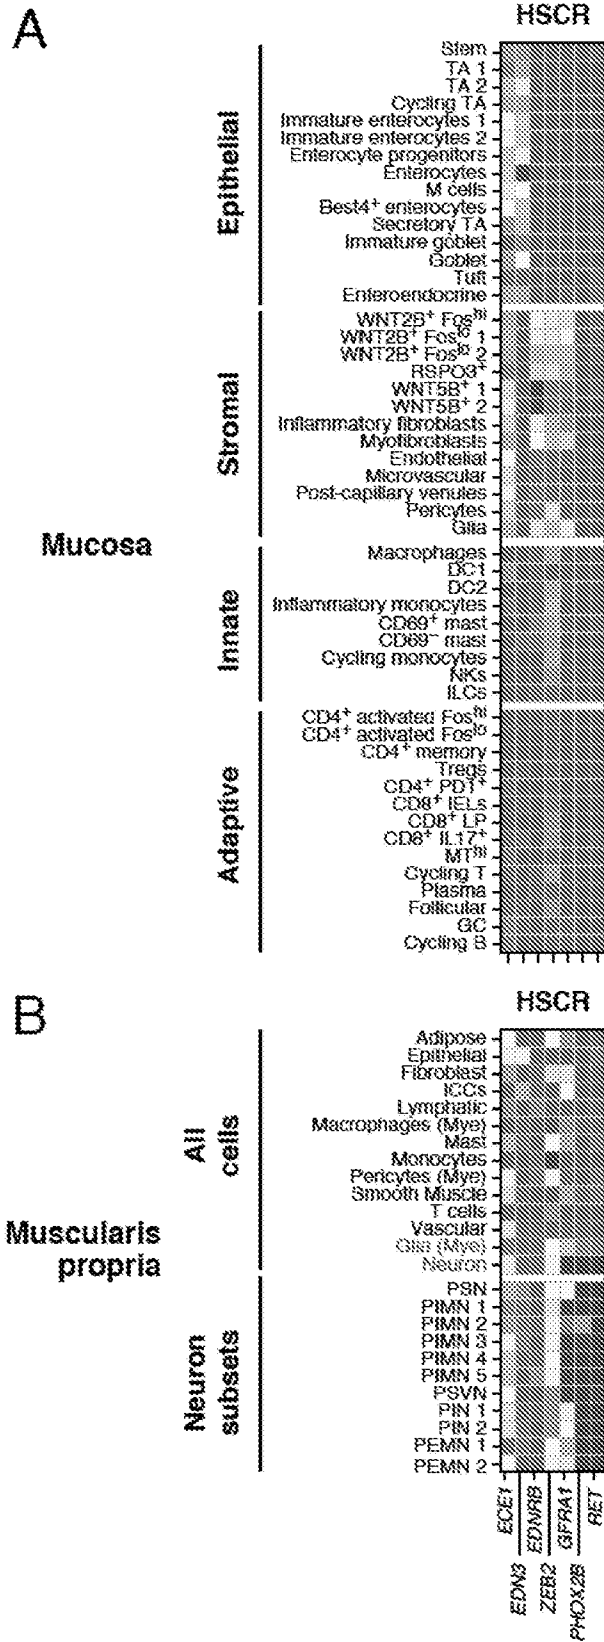 A
HSCR
Mucosa
Epithelial
Stem
TA 1
TA 2
Cycling TA
Immature enterocytes 1
Immature enterocytes 2
Enterocyte progenitors
Enterocytes
M cells
Best4+ enterocytes
Secretory TA
Immature goblet
Goblet
Tuft
Enteroendocrine
Stromal
WNT2B+ Foshi
WNT2B+ Foslo 1
WNT2B+ Foslo 2
RSPO3+
WNT5B+ 1
WNT5B+ 2
Inflammatory fibroblasts
Myofibroblasts
Endothelial
Microvascular
Post-capillary venules
Pericytes
Glia
Innate
Macrophages
DC1
DC2
Inflammatory monocytes
CD69+ mast
CD69− mast
Cycling monocytes
NKs
ILCs
Adaptive
CD4+ activated Foshi
CD4+ activated Foslo
CD4+ memory
Tregs
CD4+ PD1+
CD8+ IELs
CD8+ LP
CD8+ IL17+
MThi
Cycling T
Plasma
Follicular
GC
Cycling B
B
HSCR
Muscularis
propria
All
cells
Adipose
Epithelial
Fibroblast
ICCs
Lymphatic
Macrophages (Mye)
Mast
Monocytes
Pericytes (Mye)
Smooth Muscle
T cells
Vascular
Glia (Mye)
Neuron
Neuron
subsets
PSN
PIMN 1
PIMN 2
PIMN 3
PIMN 4
PIMN 5
PSVN
PIN 1
PIN 2
PEMN 1
PEMN 2
ECE1
EDN3
EDNRB
ZEB2
GFRA1
PHOX2B
RET